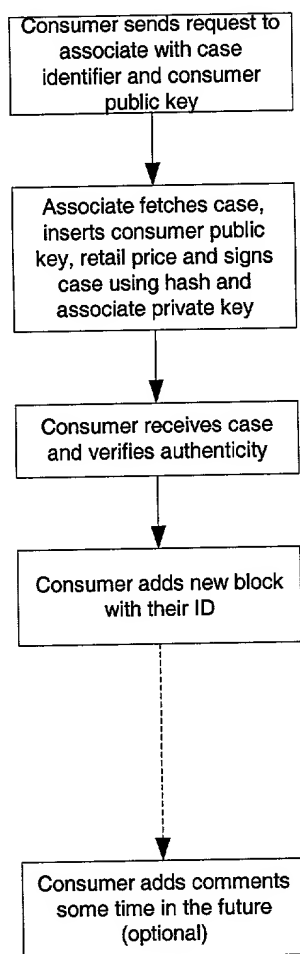 Consumer sends request to
associate with case
identifier and consumer
public key
Associate fetches case,
inserts consumer public
key, retail price and signs
case using hash and
associate private key
Consumer receives case
and verifies authenticity
Consumer adds new block
with their ID
Consumer adds comments
some time in the future
(optional)